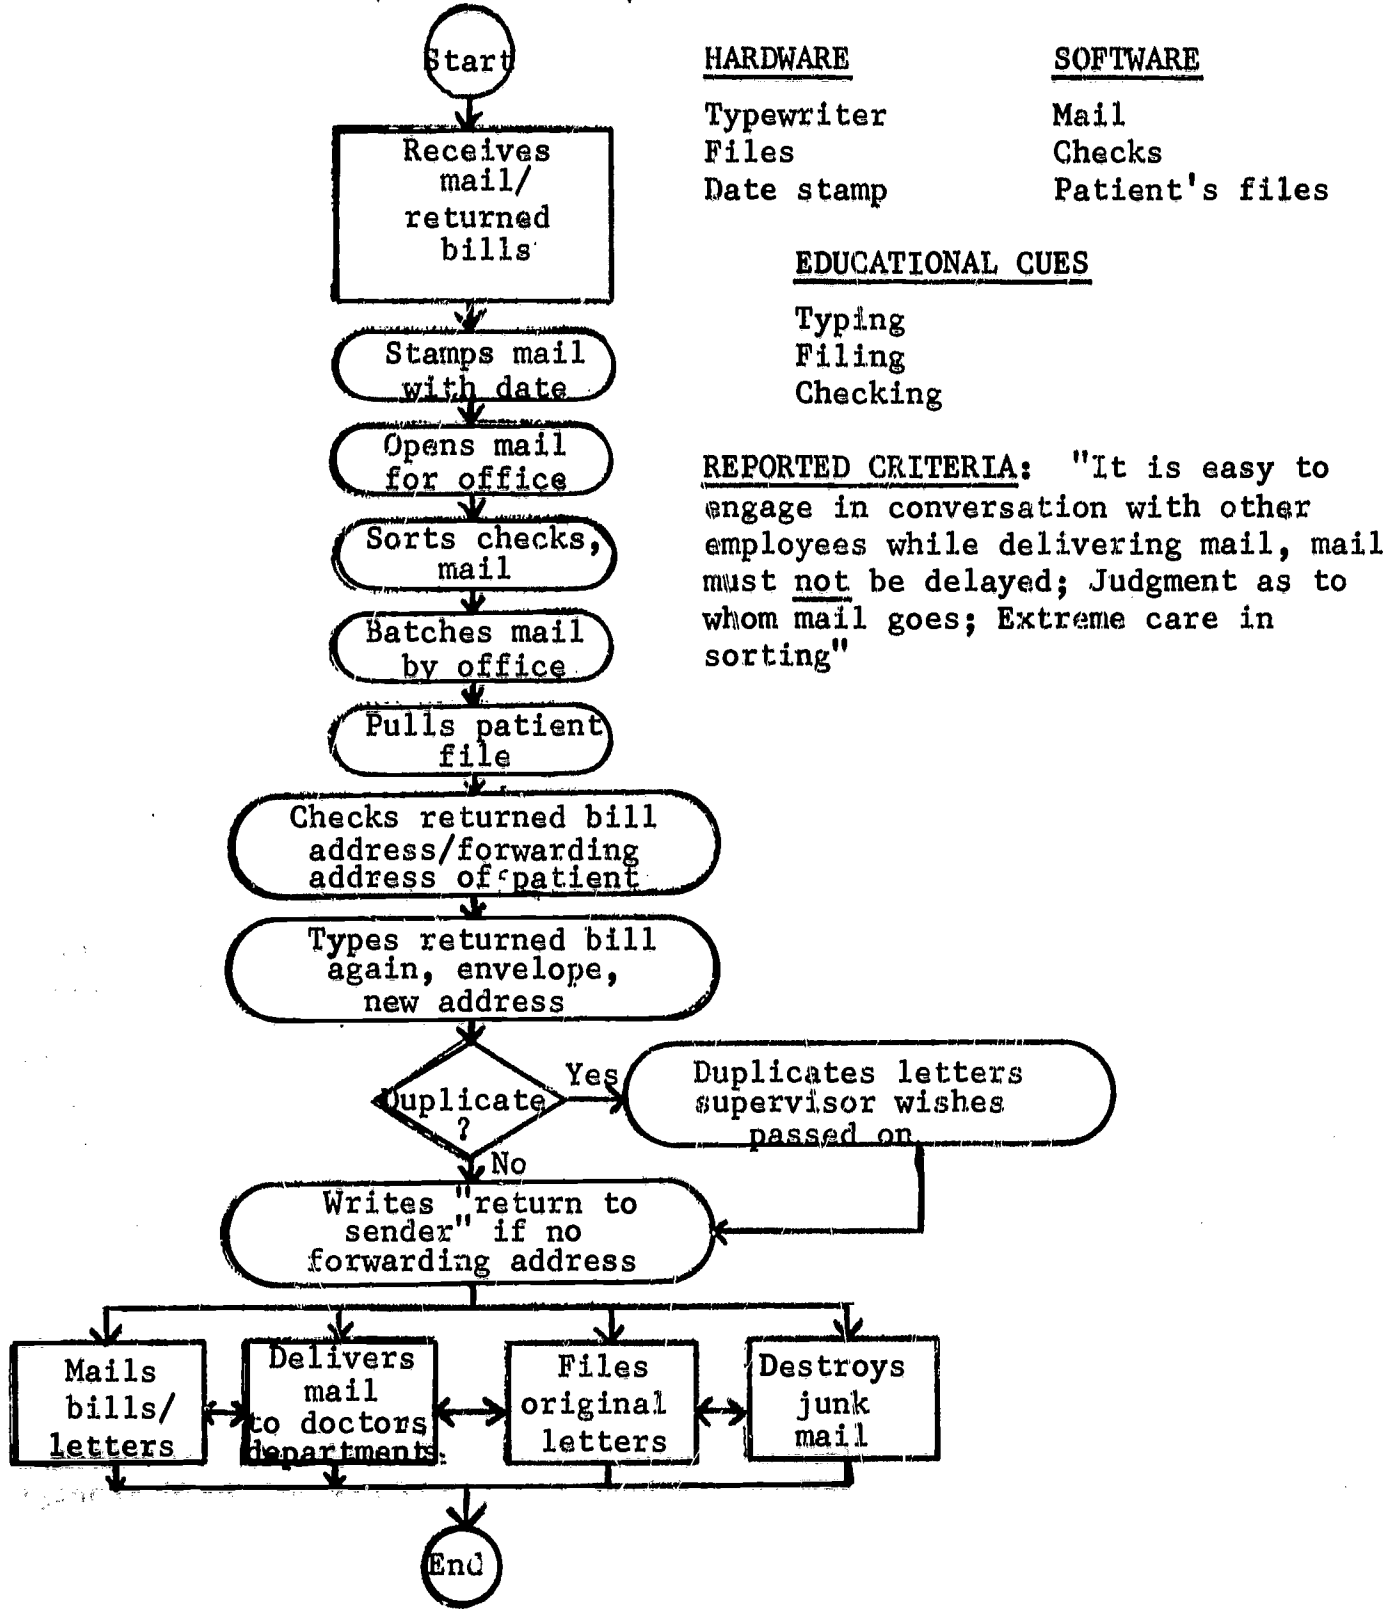 Start
Receives
mail/
returned
bills
Stamps mail
with date
Opens mail
for office
Sorts checks,
mail
Batches mail
by office
Pulls patient
file
Checks returned bill
address/forwarding
address of patient
Types returned bill
again, envelope,
new address
Duplicate
?
Yes
Duplicates letters
supervisor wishes
passed on
No
Writes "return to
sender" if no
forwarding address
Mails
bills/
letters
Delivers
mail
to doctors,
departments.
Files
original
letters
Destroys
junk
mail
End
HARDWARE
Typewriter
Files
Date stamp
SOFTWARE
Mail
Checks
Patient's files
EDUCATIONAL CUES
Typing
Filing
Checking
REPORTED CRITERIA: "It is easy to
engage in conversation with other
employees while delivering mail, mail
must not be delayed; Judgment as to
whom mail goes; Extreme care in
sorting"